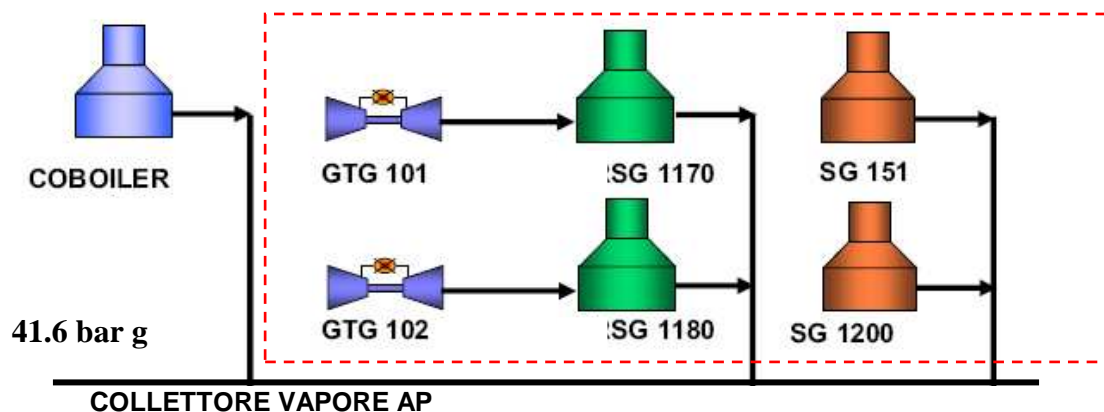 COBOILER
GTG 101
SG 1170
SG 151
GTG 102
SG 1180
SG 1200
41.6 bar g
COLLETTORE VAPORE AP